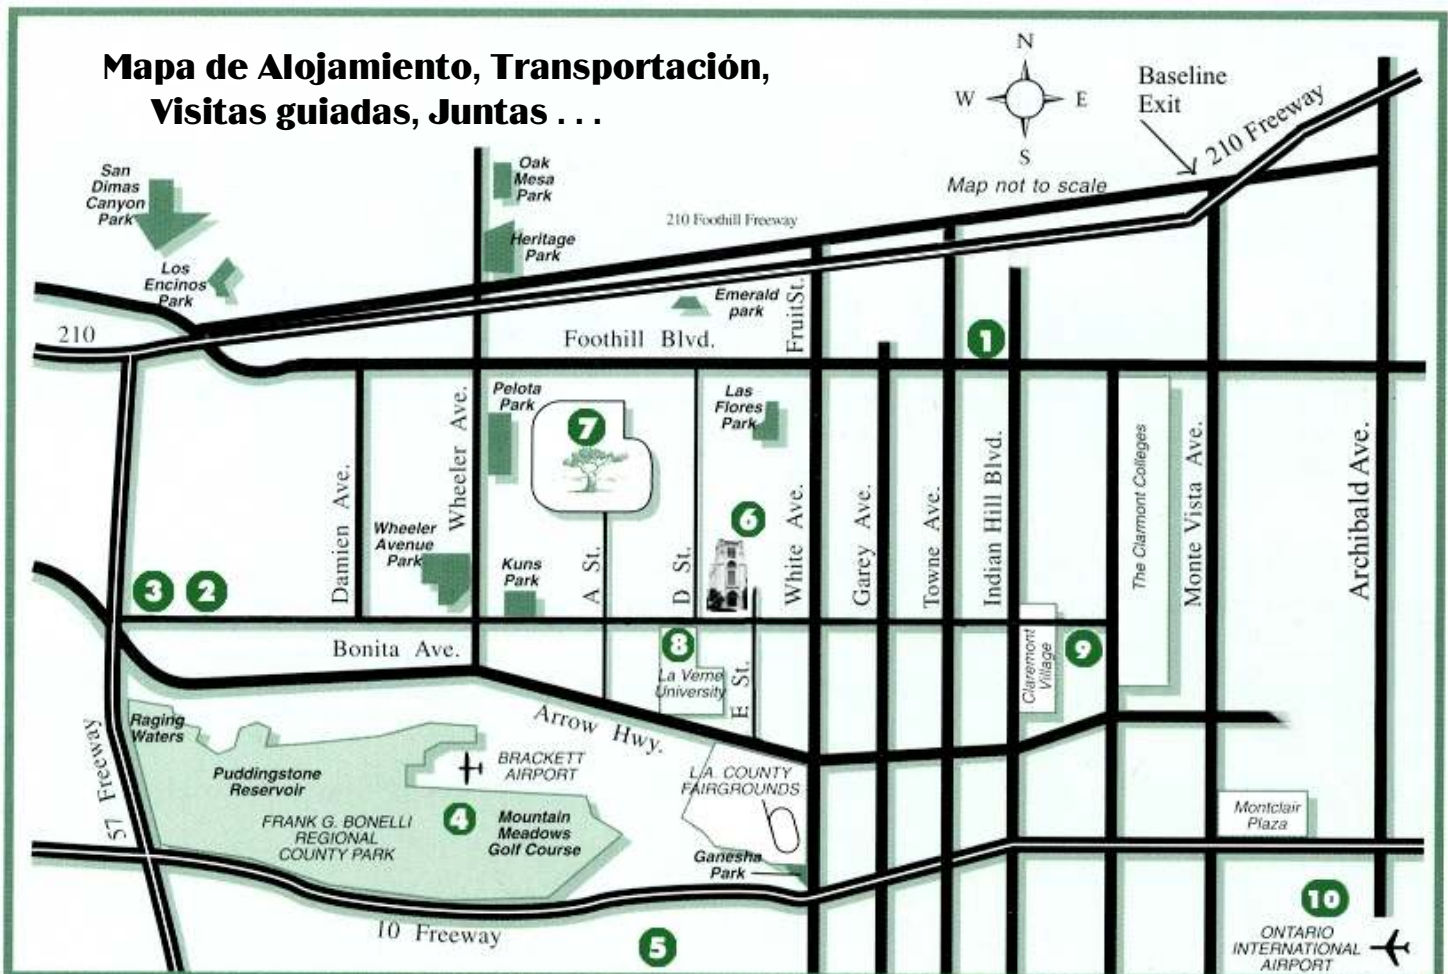 Mapa de Alojamiento, Transportación,
Visitas guiadas, Juntas . . .
N
W
E
S
Map not to scale
Baseline
Exit
210 Freeway
San
Dimas
Canyon
Park
Oak
Mesa
Park
210 Foothill Freeway
Heritage
Park
Los
Encinos
Park
Emerald
park
210
Foothill Blvd.
Fruit St.
1
Pelota
Park
7
Las
Flores
Park
Damien Ave.
Wheeler Ave.
Wheeler
Avenue
Park
Kuns
Park
A St.
D St.
6
White Ave.
Garey Ave.
Towne Ave.
Indian Hill Blvd.
The Clarmont Colleges
Monte Vista Ave.
Archibald Ave.
3
2
Bonita Ave.
8
La Verne
University
E St.
Claremont
Village
9
Arrow Hwy.
57 Freeway
Raging
Waters
Puddingstone
Reservoir
BRACKETT
AIRPORT
FRANK G. BONELLI
REGIONAL
COUNTY PARK
4
Mountain
Meadows
Golf Course
L.A. COUNTY
FAIRGROUNDS
Ganesha
Park
Montclair
Plaza
10 Freeway
5
10
ONTARIO
INTERNATIONAL
AIRPORT